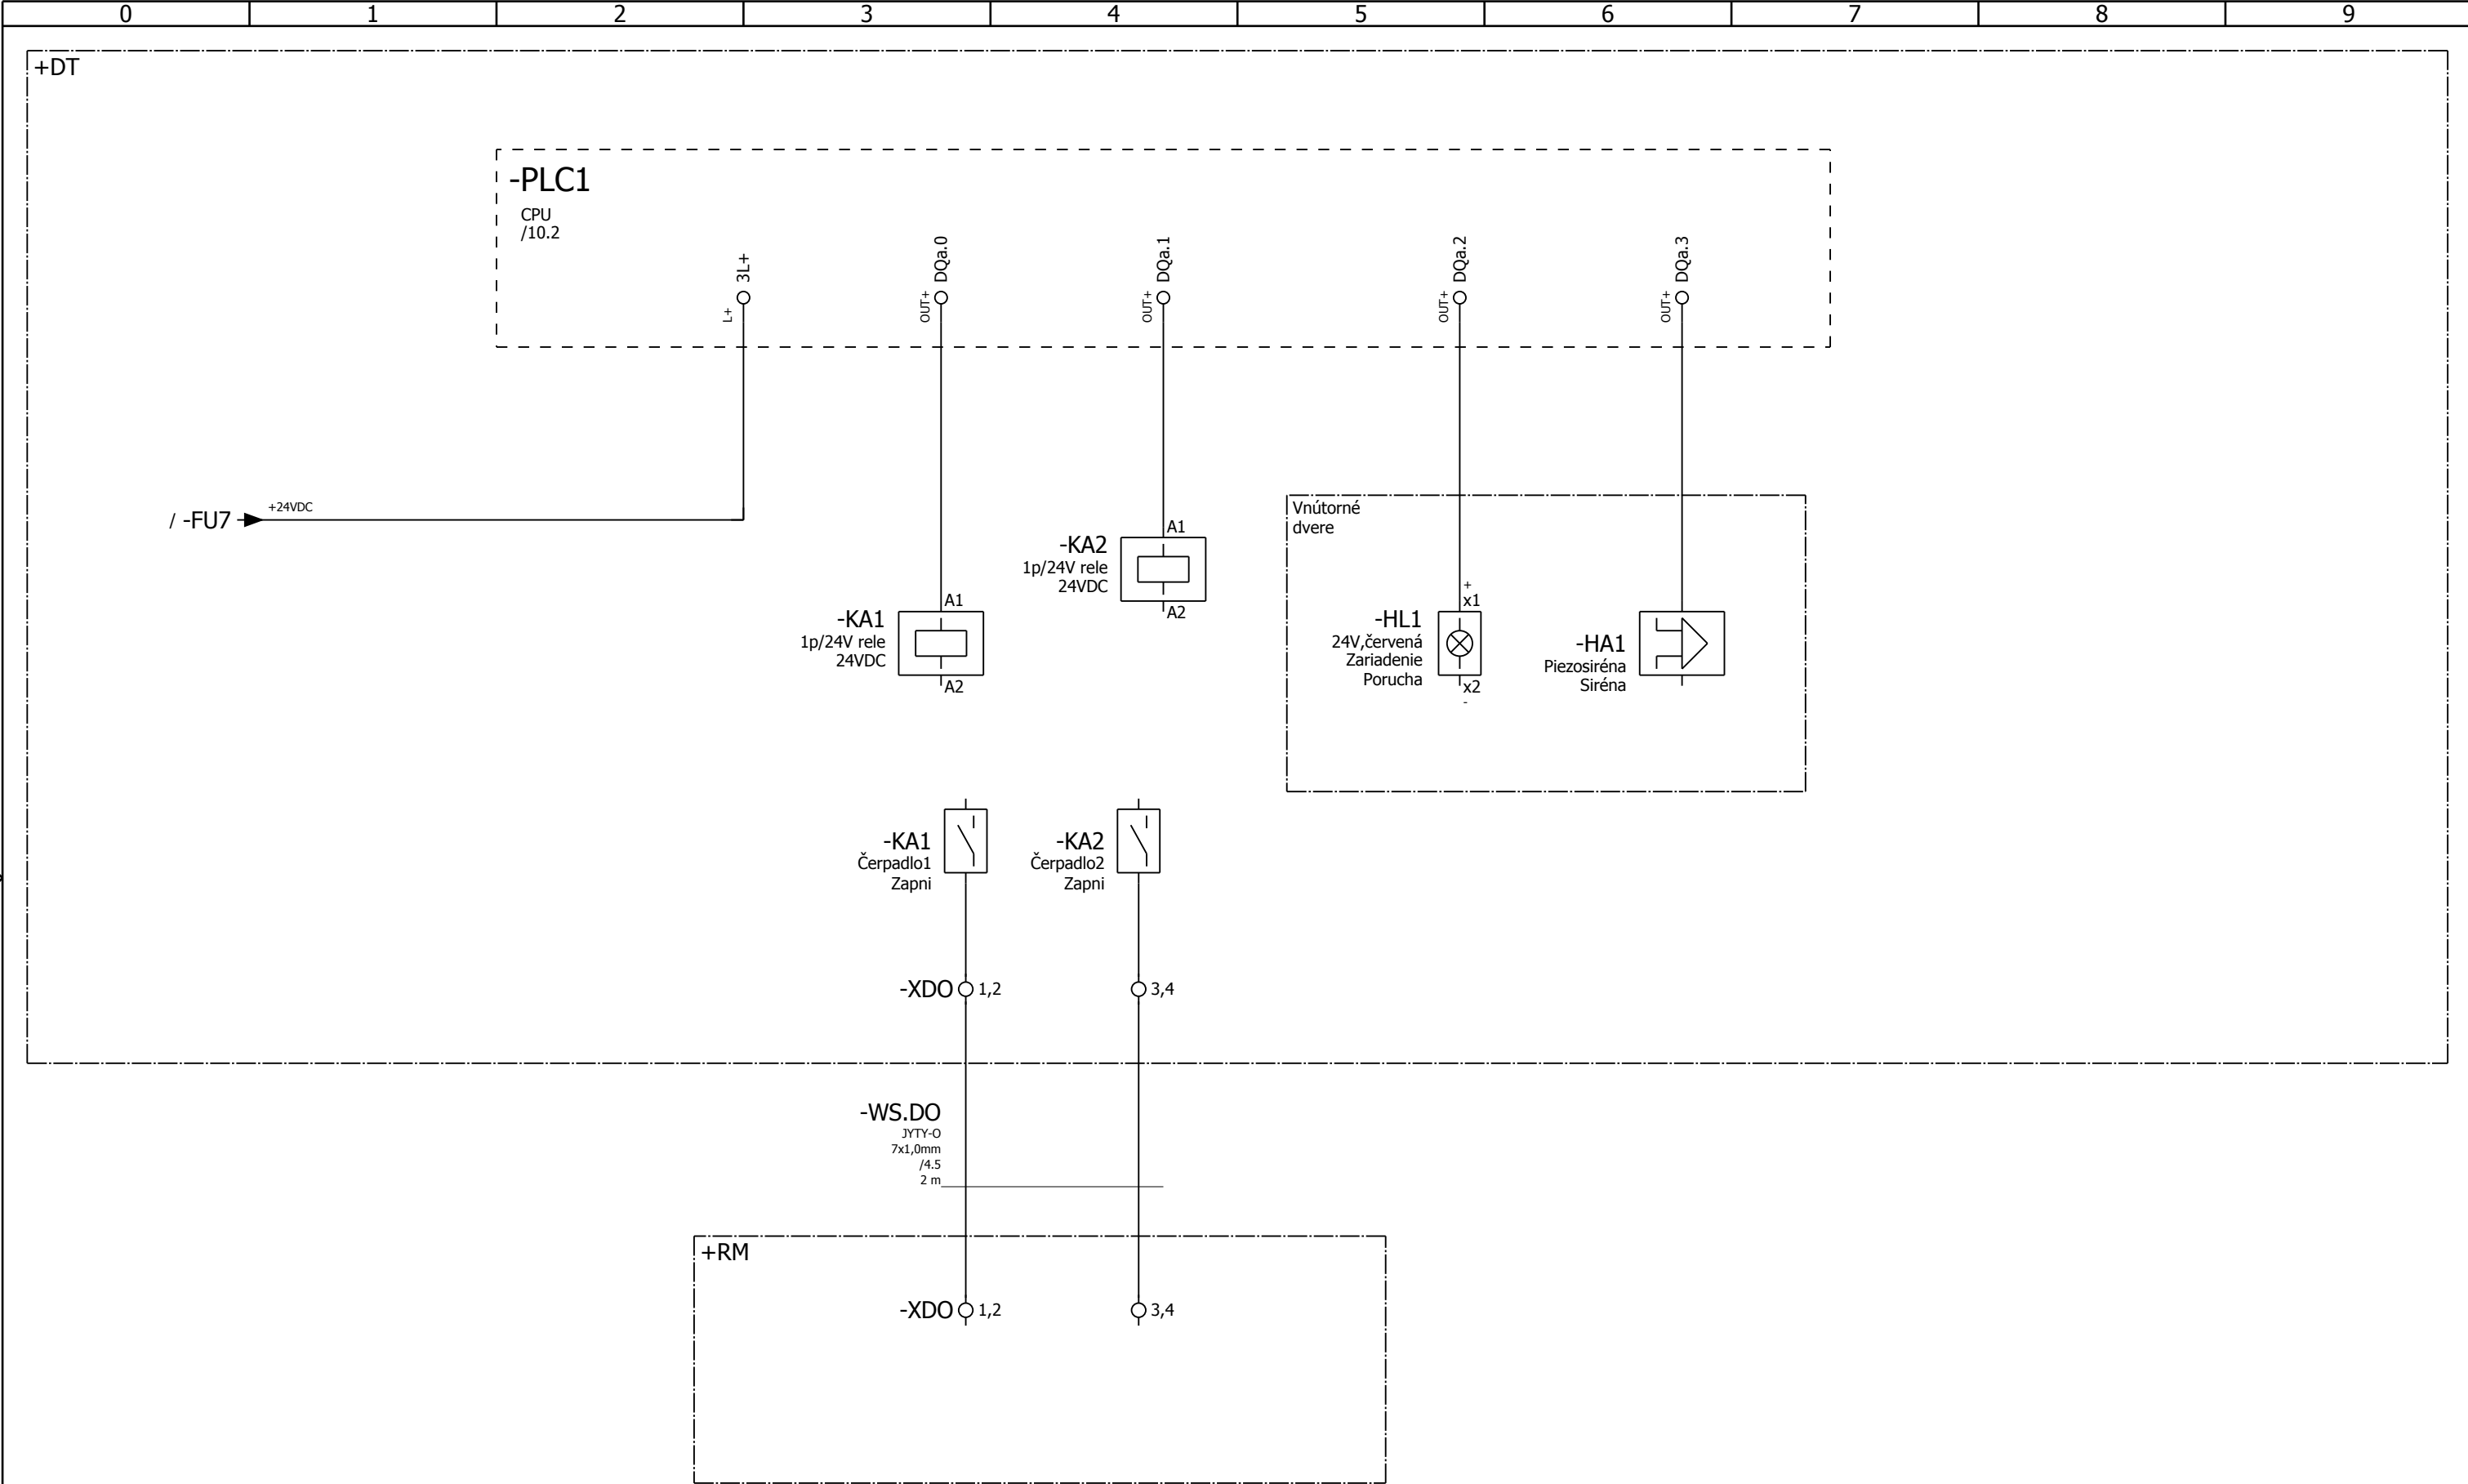 0 1 2 3 4 5 6 7 8 9
+DT
-PLC1
CPU
/10.2
3L+
L+
DQa.0
OUT+
DQa.1
OUT+
DQa.2
OUT+
DQa.3
OUT+
/ -FU7
+24VDC
-KA1
1p/24V rele
24VDC
A1
A2
-KA2
1p/24V rele
24VDC
A1
A2
Vnútorné
dvere
-HL1
24V,červená
Zariadenie
Porucha
+
x1
x2
-
-HA1
Piezosiréna
Siréna
-KA1
Čerpadlo1
Zapni
-KA2
Čerpadlo2
Zapni
-XDO 1,2
3,4
-WS.DO
JYTY-O
7x1,0mm
/4.5
2 m
+RM
-XDO 1,2
3,4